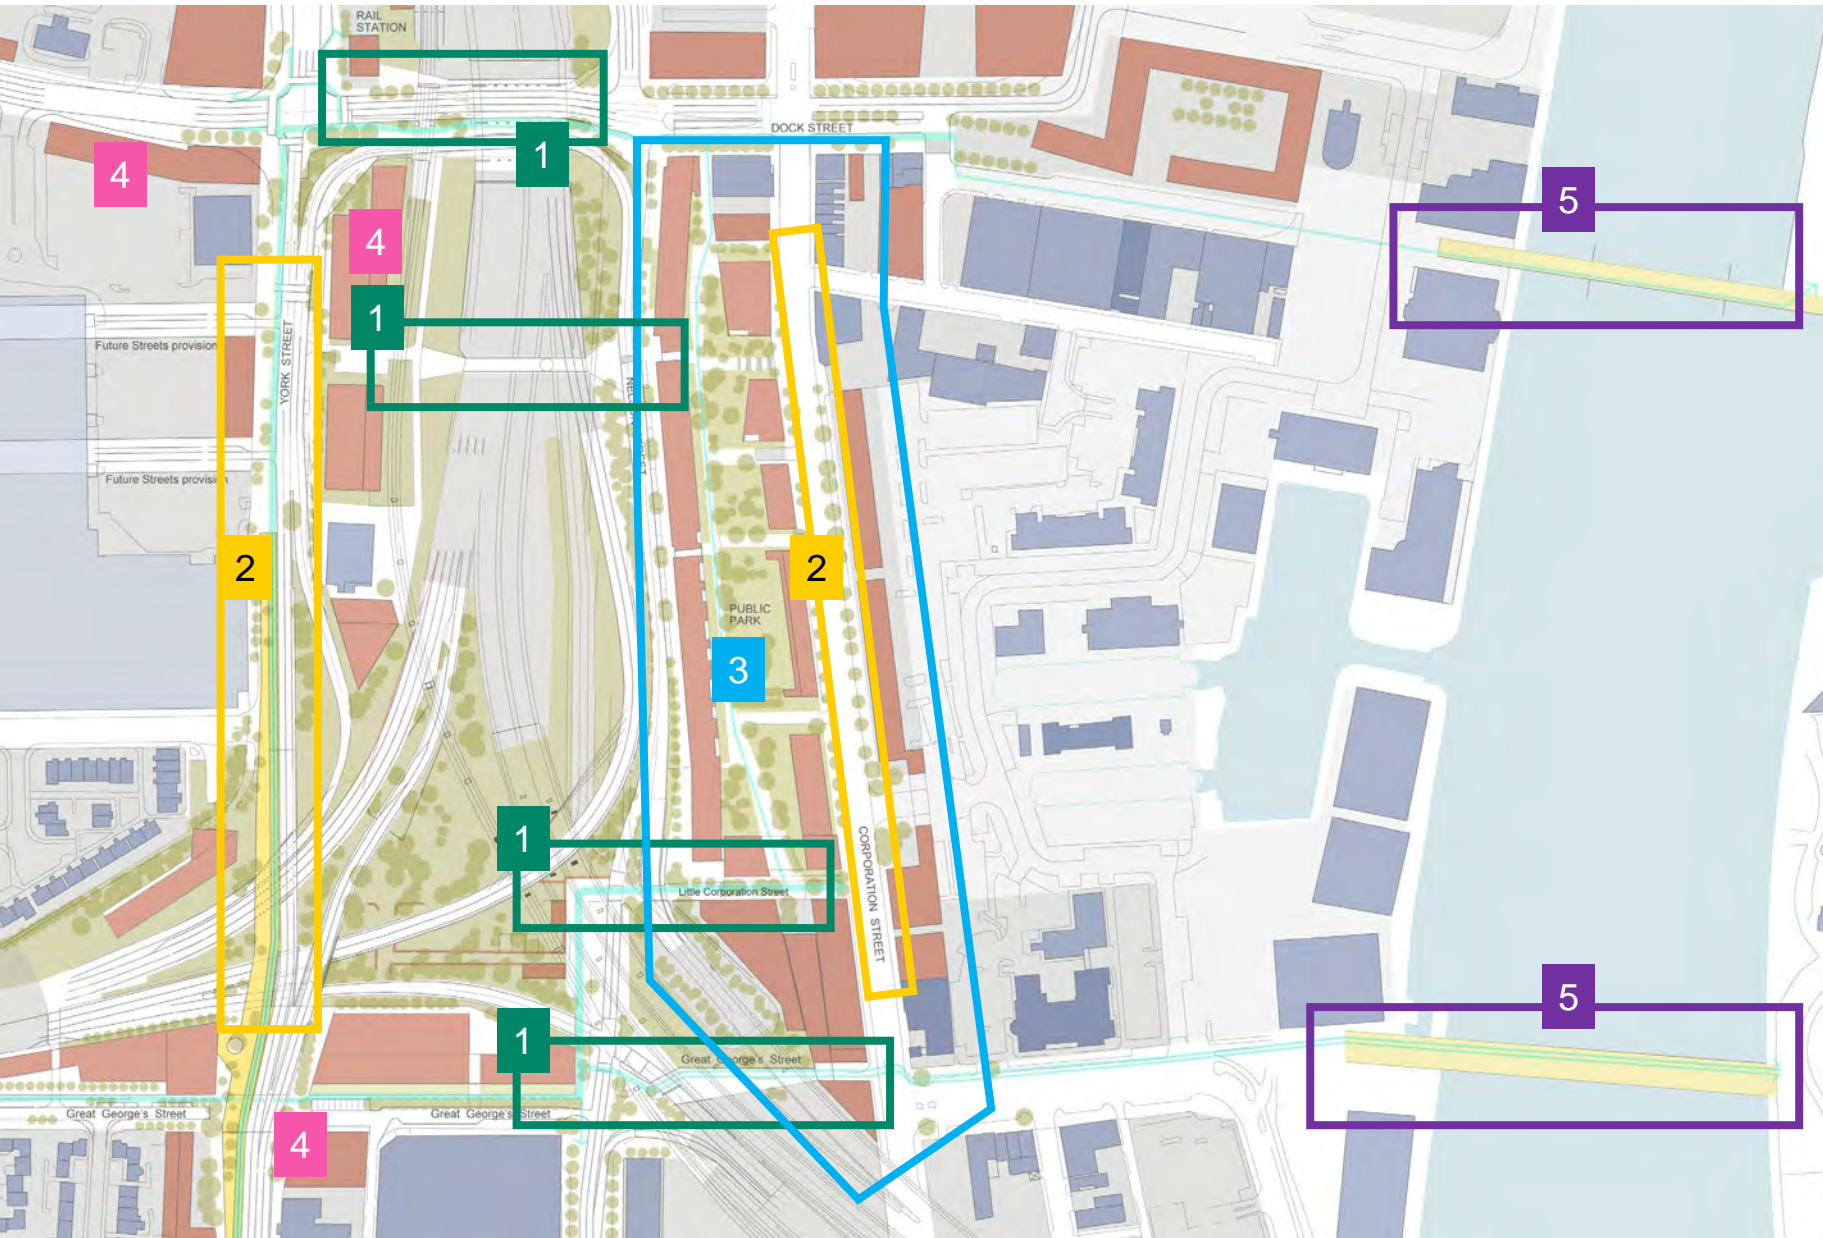 RAIL
STATION
1
DOCK STREET
4
5
4
1
YORK STREET
Future Streets provision
Future Streets provision
2
2
PUBLIC
PARK
3
1
CORPORATION STREET
Little Corporation Street
5
1
Great George's Street
Great George's Street
Great George's Street
4